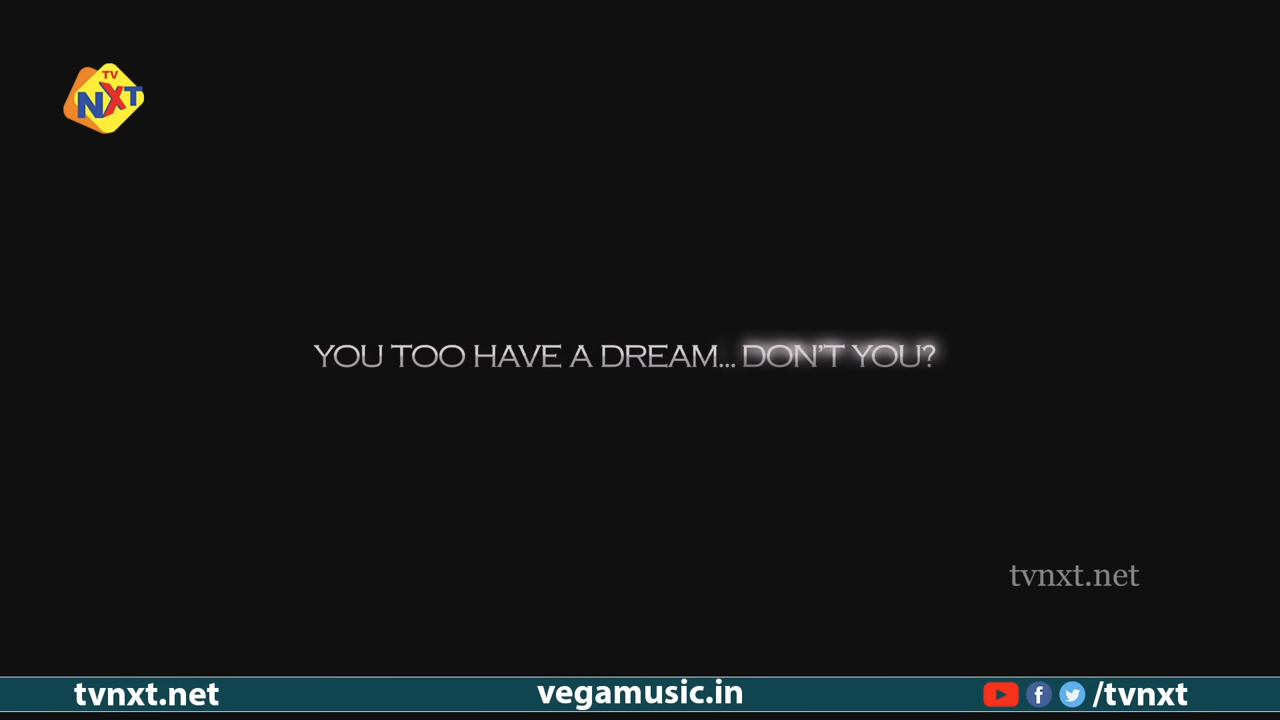 TV
NXT
YOU TOO HAVE A DREAM... DON'T YOU?
tvnxt.net
tvnxt.net
vegamusic.in
/tvnxt